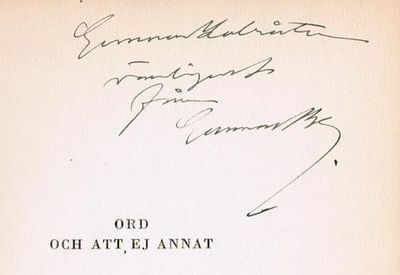 Gunnar
vänligast
från
Gunnar
ORD
OCH ATT EJ ANNAT